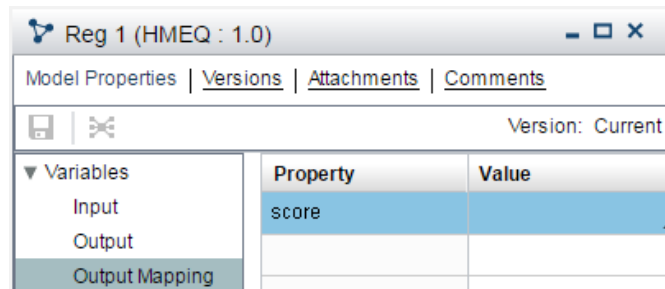 Reg 1 (HMEQ : 1.0)
Model Properties | Versions | Attachments | Comments
Version: Current
Variables
Property Value
Input
score
Output
Output Mapping